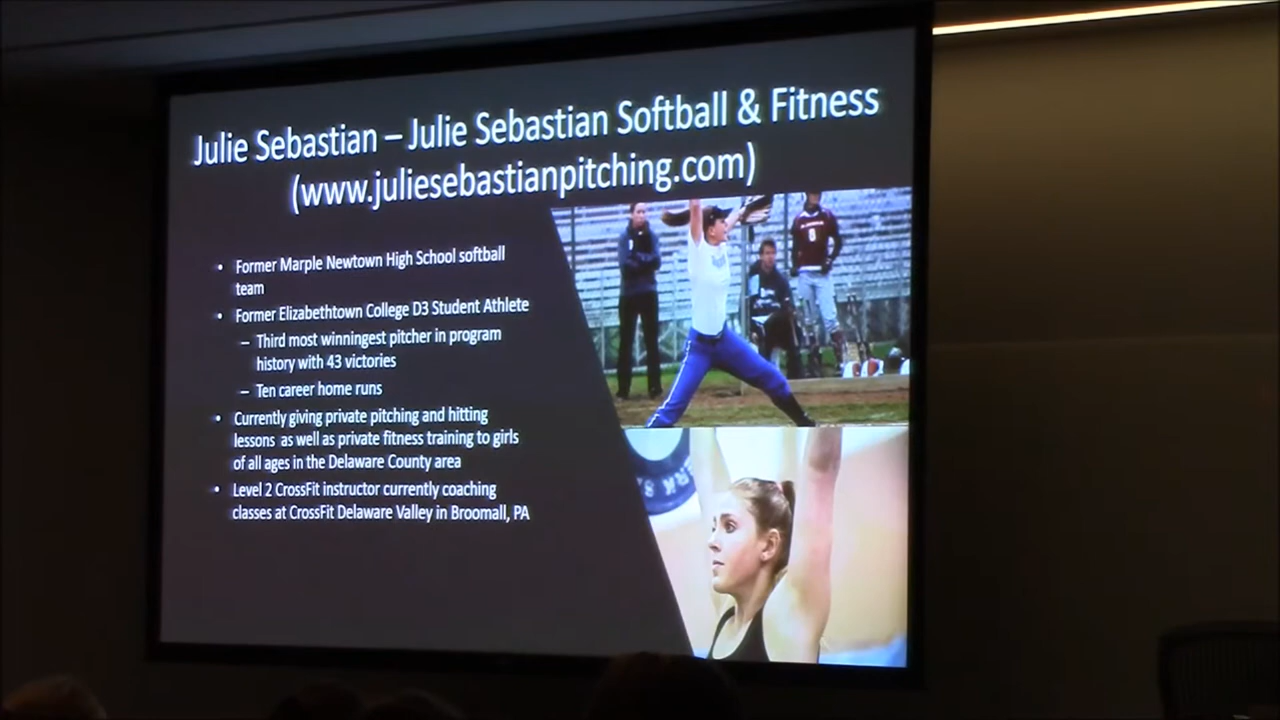 Julie Sebastian – Julie Sebastian Softball & Fitness
(www.juliesebastianpitching.com)
• Former Marple Newtown High School softball
team
• Former Elizabethtown College D3 Student Athlete
– Third most winningest pitcher in program
history with 43 victories
– Ten career home runs
• Currently giving private pitching and hitting
lessons as well as private fitness training to girls
of all ages in the Delaware County area
• Level 2 CrossFit instructor currently coaching
classes at CrossFit Delaware Valley in Broomall, PA